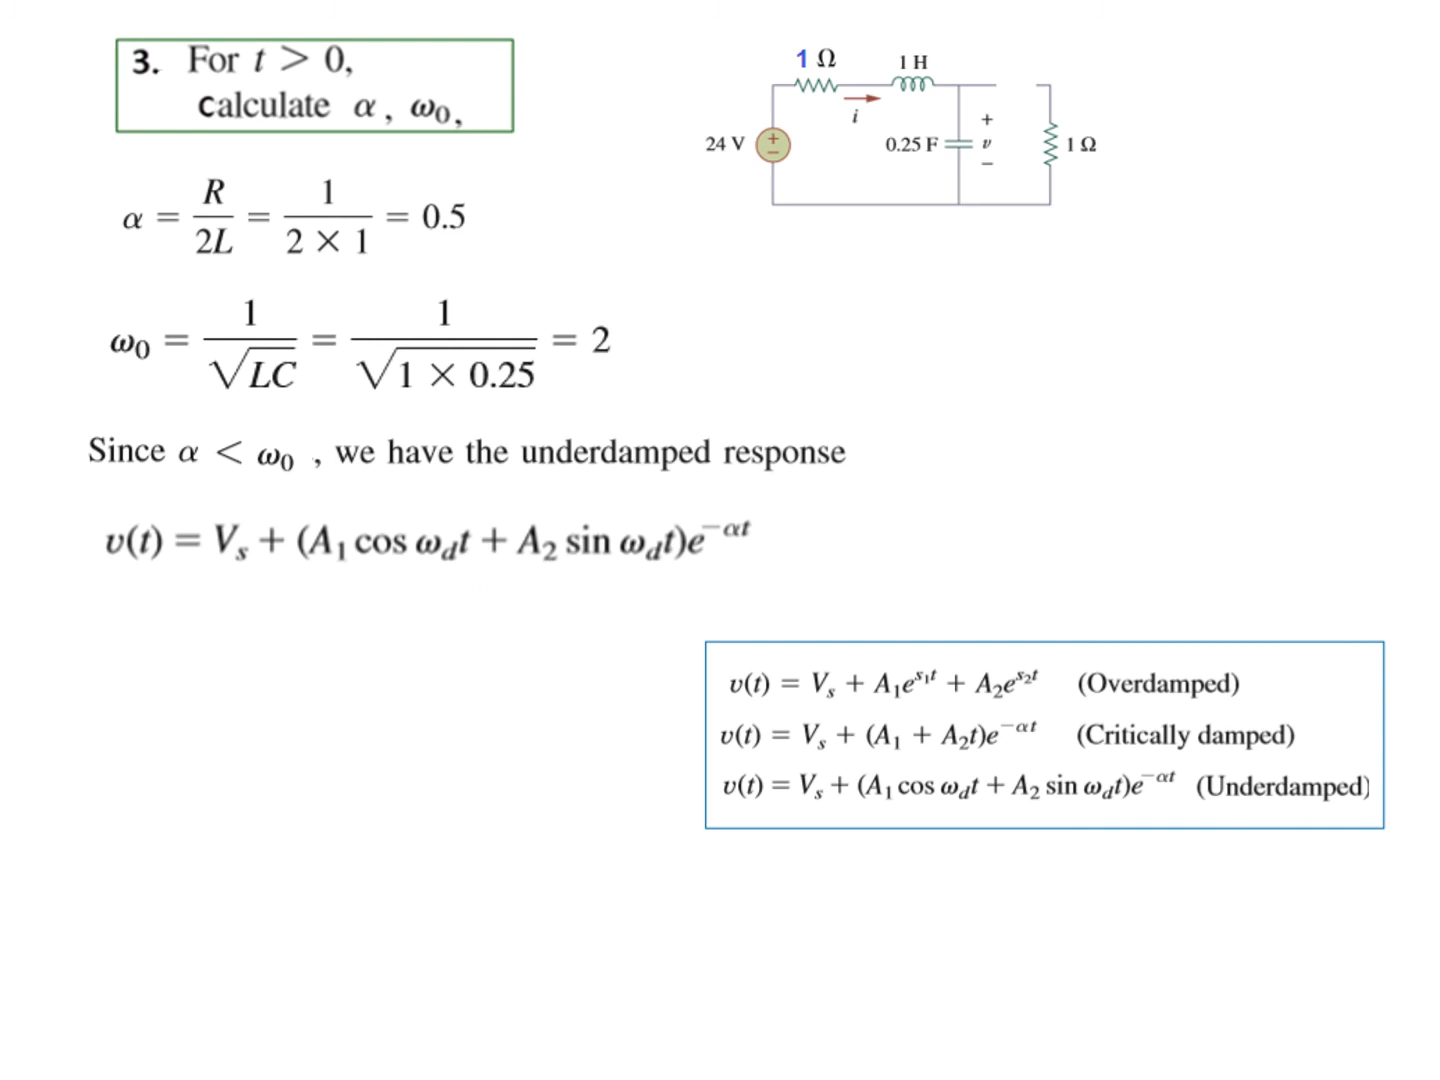 3. For t > 0,
calculate α, ω₀,
1 Ω
1 H
i
24 V
+
−
0.25 F
+
v
−
1 Ω
α = R/2L = 1/(2 × 1) = 0.5
ω₀ = 1/√LC = 1/√(1 × 0.25) = 2
Since α < ω₀ , we have the underdamped response
v(t) = Vₛ + (A₁ cos ω_d t + A₂ sin ω_d t)e^−αt
v(t) = Vₛ + A₁e^s₁t + A₂e^s₂t (Overdamped)
v(t) = Vₛ + (A₁ + A₂t)e^−αt (Critically damped)
v(t) = Vₛ + (A₁ cos ω_d t + A₂ sin ω_d t)e^−αt (Underdamped)